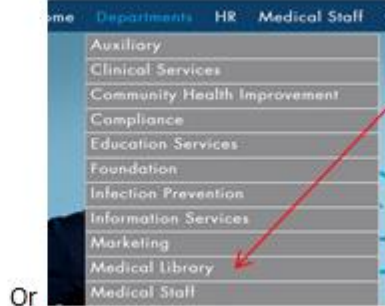 ome Departments HR Medical Staff
Auxiliary
Clinical Services
Community Health Improvement
Compliance
Education Services
Foundation
Infection Prevention
Information Services
Marketing
Medical Library
Medical Staff
Or